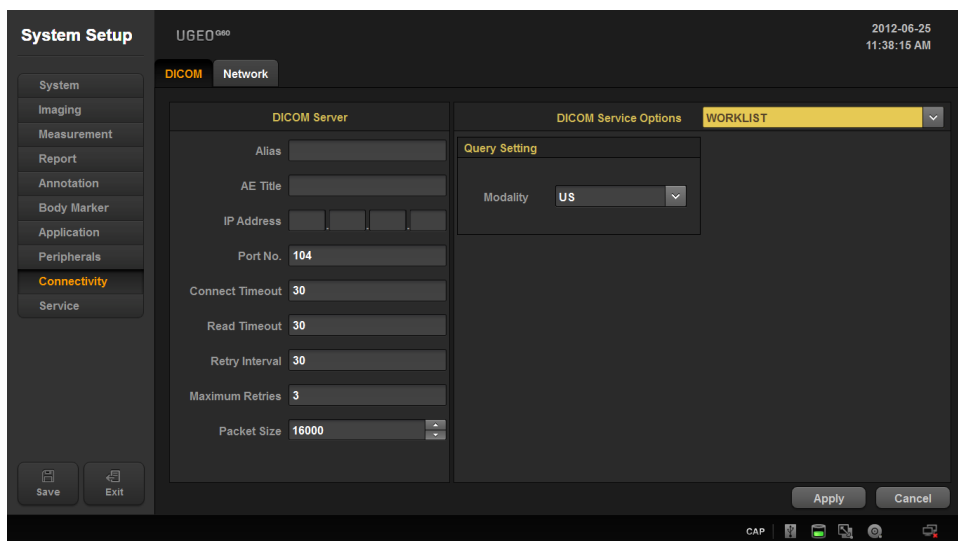 System Setup
UGEO G60
2012-06-25
11:38:15 AM
DICOM Network
System
Imaging
Measurement
Report
Annotation
Body Marker
Application
Peripherals
Connectivity
Service
DICOM Server
Alias
AE Title
IP Address . . .
Port No. 104
Connect Timeout 30
Read Timeout 30
Retry Interval 30
Maximum Retries 3
Packet Size 16000
DICOM Service Options WORKLIST
Query Setting
Modality US
Save Exit
Apply Cancel
CAP